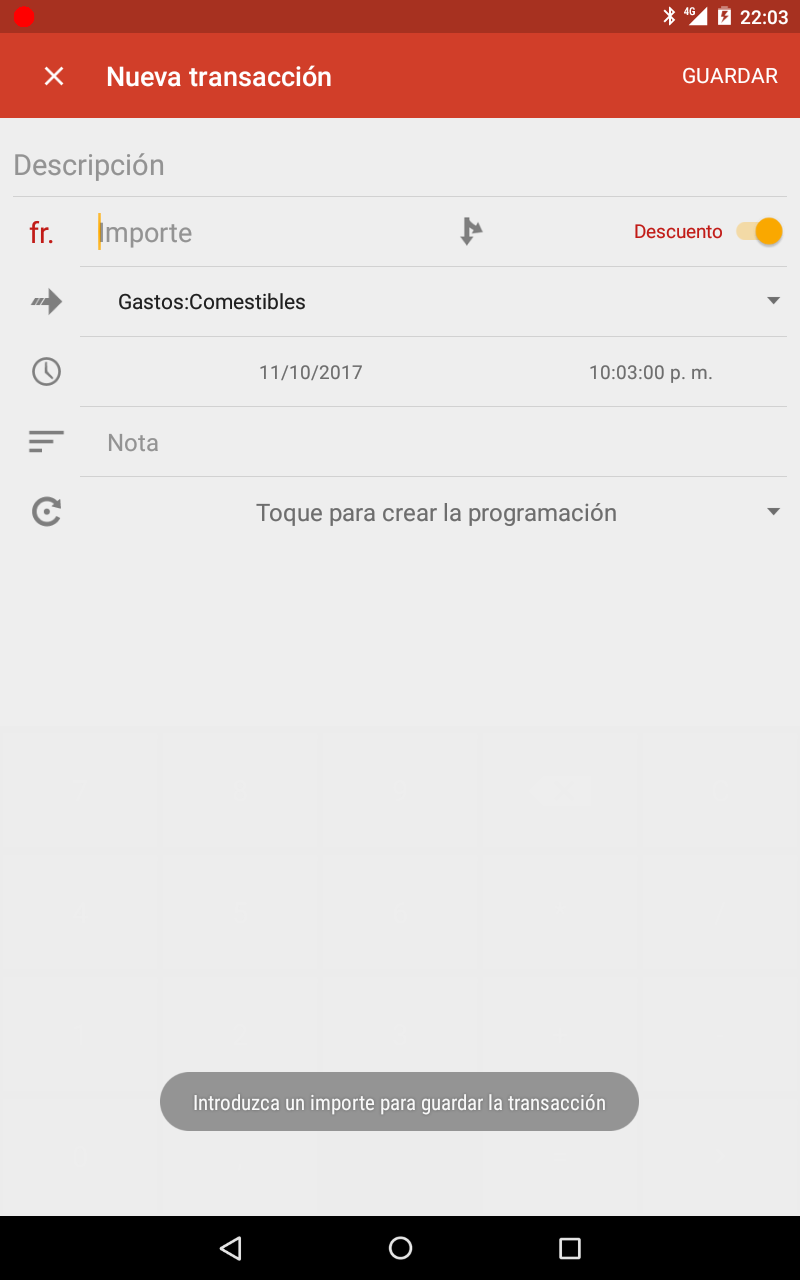 4G 22:03
Nueva transacción GUARDAR
Descripción
fr. Importe Descuento
Gastos:Comestibles
11/10/2017 10:03:00 p. m.
Nota
Toque para crear la programación
Introduzca un importe para guardar la transacción